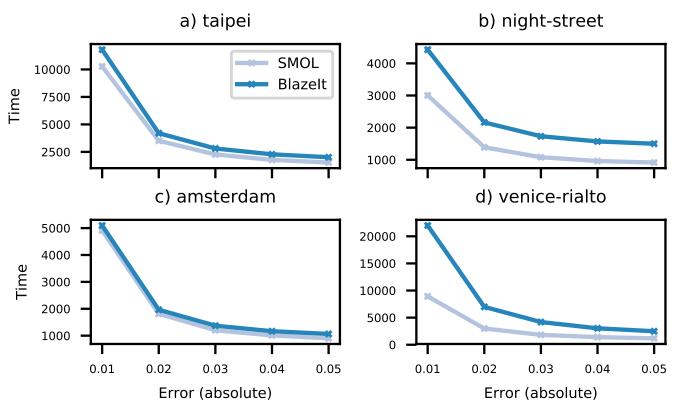 a) taipei
b) night-street
10000
7500
5000
2500
Time
SMOL
BlazeIt
4000
3000
2000
1000
c) amsterdam
d) venice-rialto
5000
4000
3000
2000
1000
Time
0.01 0.02 0.03 0.04 0.05
Error (absolute)
20000
15000
10000
5000
0
0.01 0.02 0.03 0.04 0.05
Error (absolute)